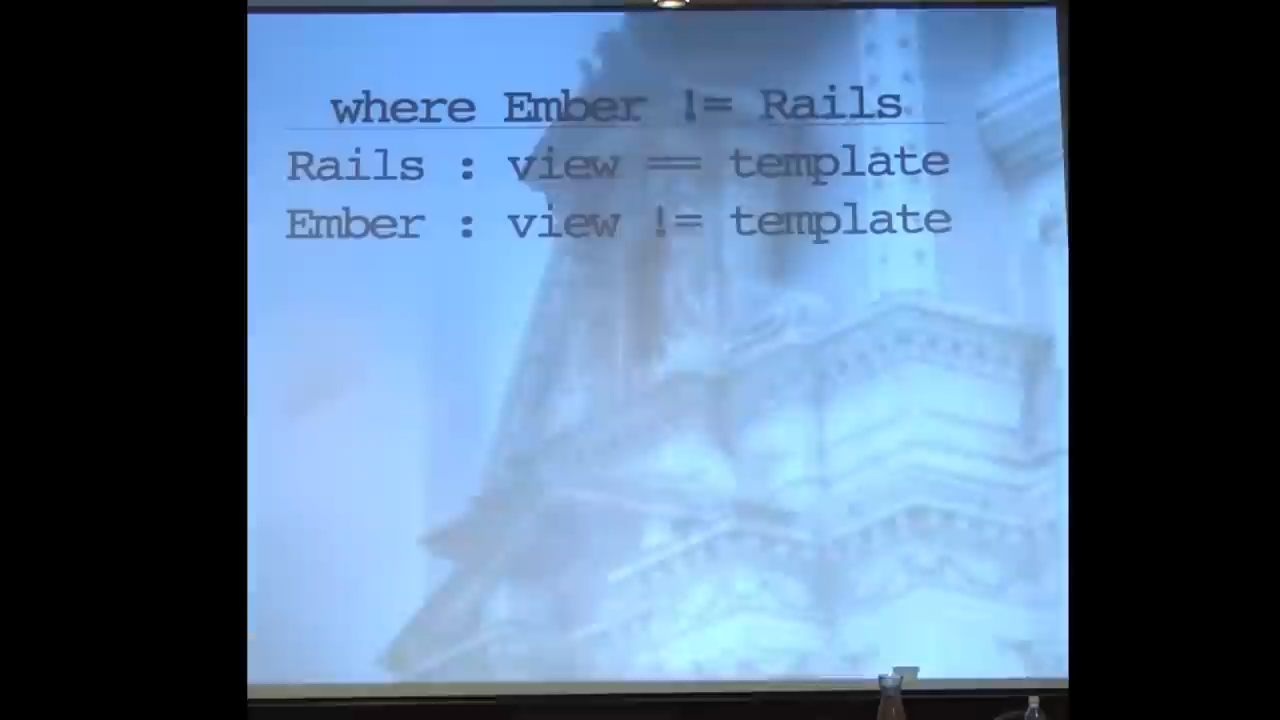 where Ember != Rails
Rails : view == template
Ember : view != template